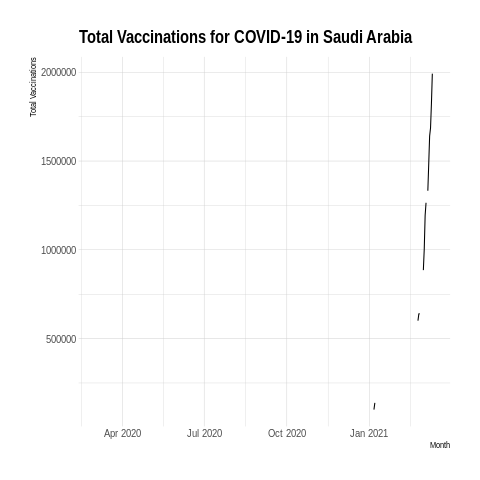 Total Vaccinations for COVID-19 in Saudi Arabia
Total Vaccinations
2000000
1500000
1000000
500000
Apr 2020 Jul 2020 Oct 2020 Jan 2021
Month